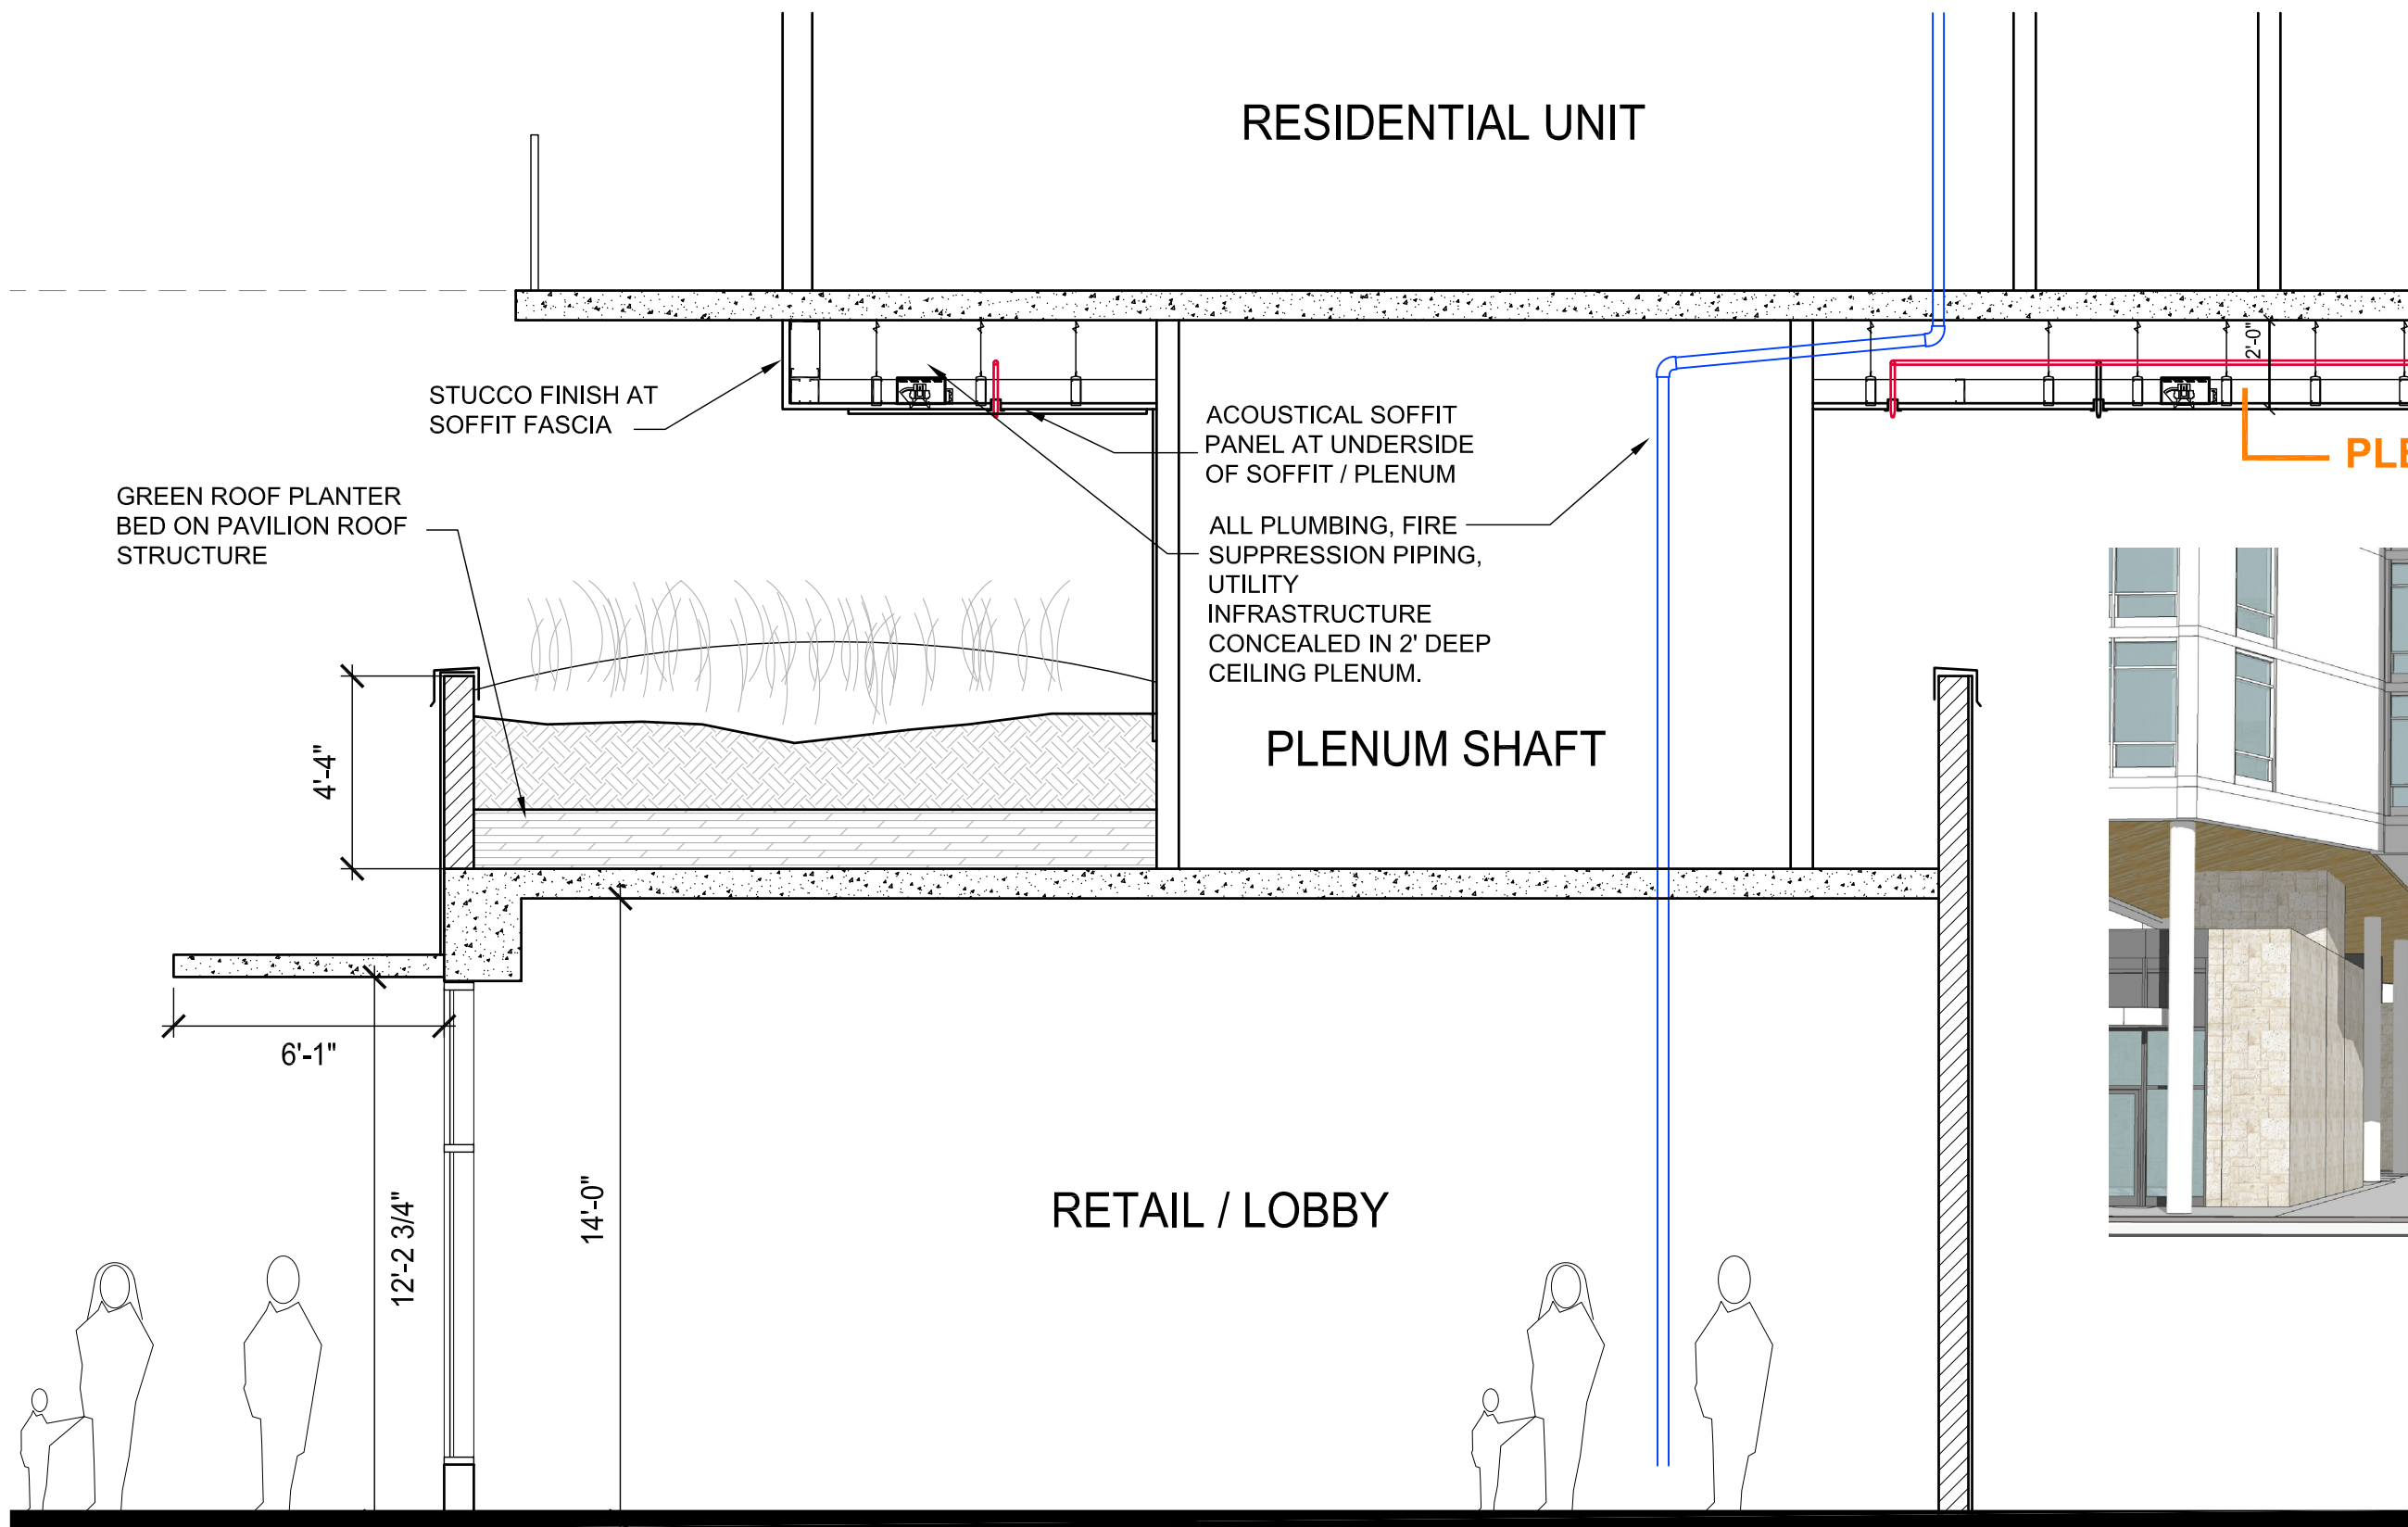 RESIDENTIAL UNIT
STUCCO FINISH AT
SOFFIT FASCIA
2'-0"
ACOUSTICAL SOFFIT
PANEL AT UNDERSIDE
OF SOFFIT / PLENUM
PLE
GREEN ROOF PLANTER
BED ON PAVILION ROOF
STRUCTURE
ALL PLUMBING, FIRE
SUPPRESSION PIPING,
UTILITY
INFRASTRUCTURE
CONCEALED IN 2' DEEP
CEILING PLENUM.
4'-4"
PLENUM SHAFT
6'-1"
12'-2 3/4"
14'-0"
RETAIL / LOBBY